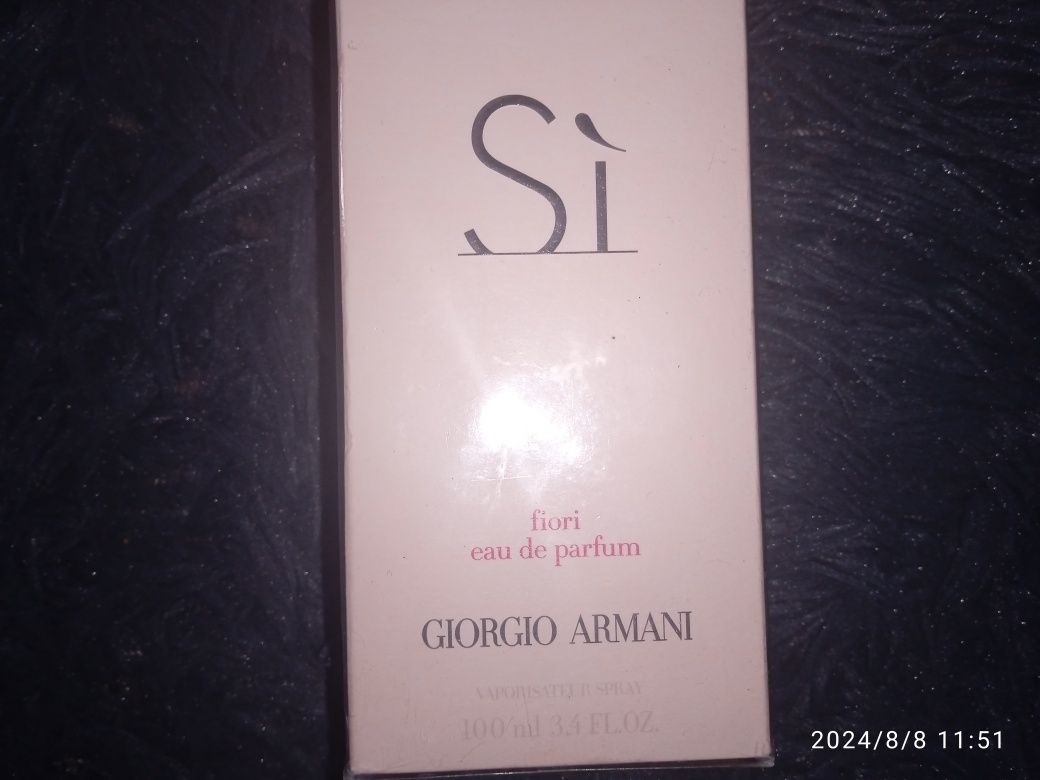 Sì
fiori
eau de parfum
GIORGIO ARMANI
VAPORISATEUR SPRAY
100 ml 3.4 FL.OZ.
2024/8/8 11:51